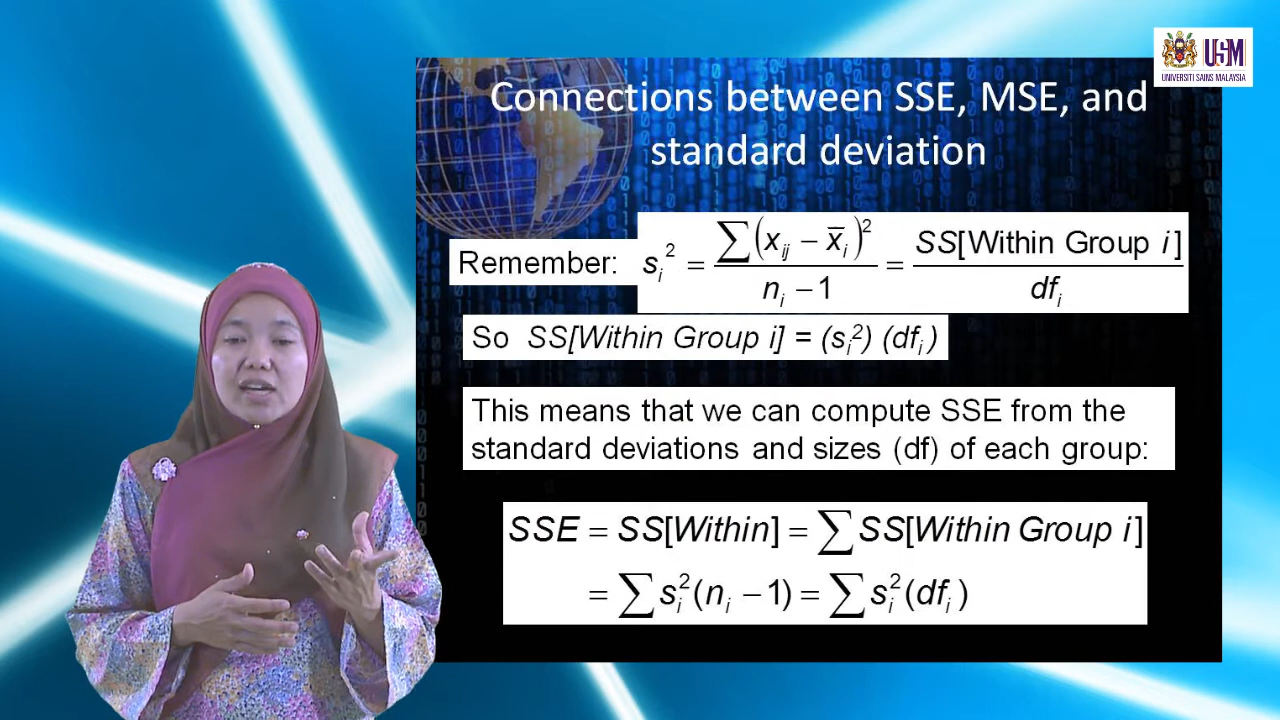 USM
UNIVERSITI SAINS MALAYSIA
Connections between SSE, MSE, and
standard deviation
Remember: sᵢ² = ∑(xᵢⱼ − x̄ᵢ)² / (nᵢ − 1) = SS[Within Group i] / dfᵢ
So SS[Within Group i] = (sᵢ²) (dfᵢ)
This means that we can compute SSE from the
standard deviations and sizes (df) of each group:
SSE = SS[Within] = ∑ SS[Within Group i]
= ∑ sᵢ²(nᵢ − 1) = ∑ sᵢ²(dfᵢ)